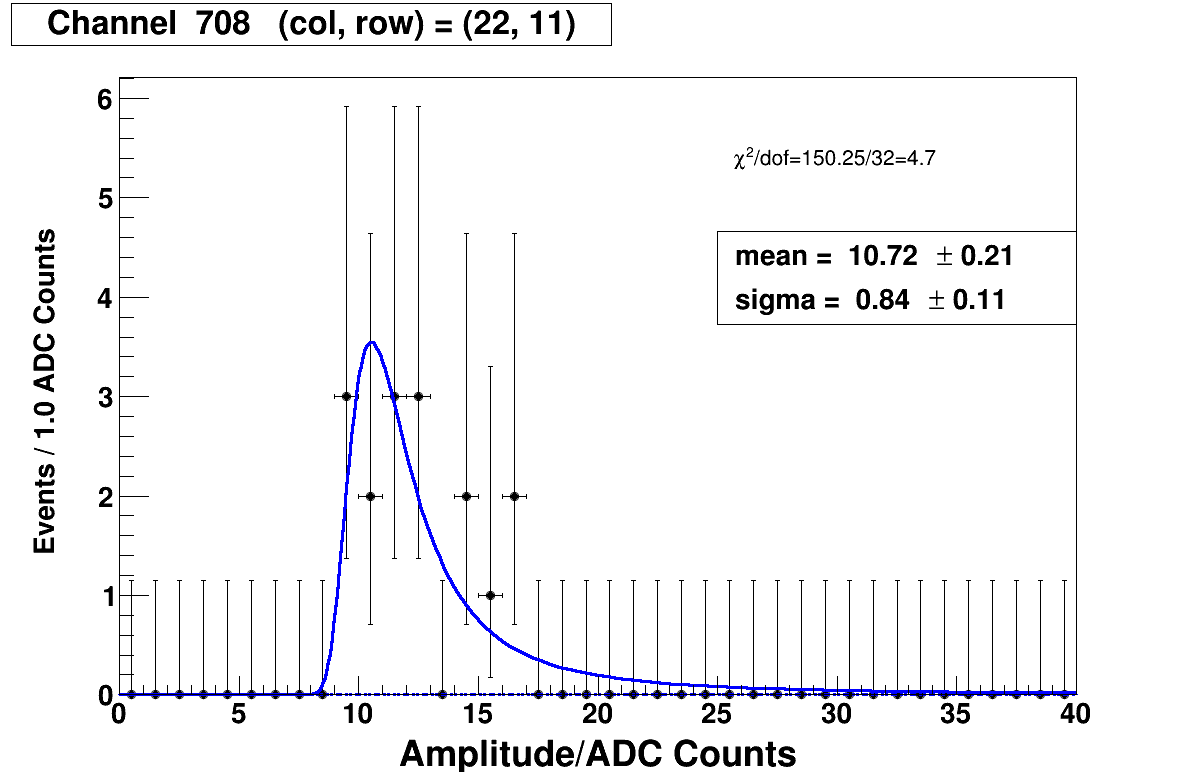 Channel 708 (col, row) = (22, 11)
6
5
4
3
2
1
0
Events / 1.0 ADC Counts
χ²/dof=150.25/32=4.7
mean = 10.72 ± 0.21
sigma = 0.84 ± 0.11
0 5 10 15 20 25 30 35 40
Amplitude/ADC Counts